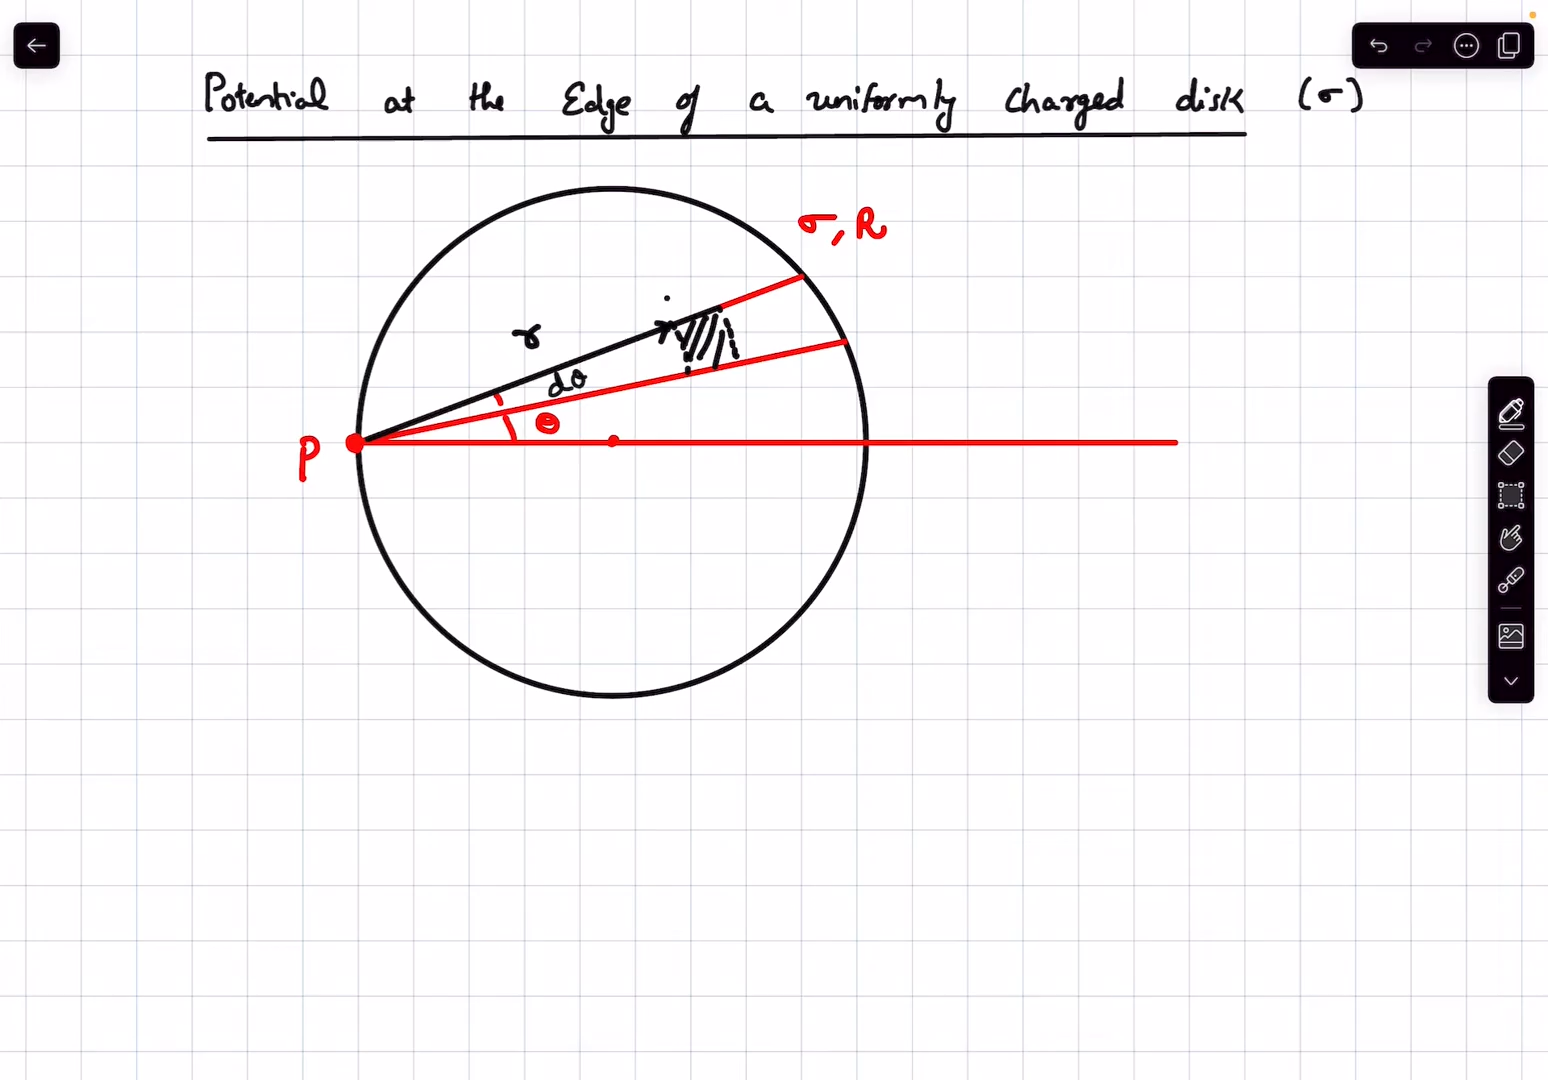 Potential at the Edge of a uniformly charged disk (σ)
σ, R
r
dθ
θ
P